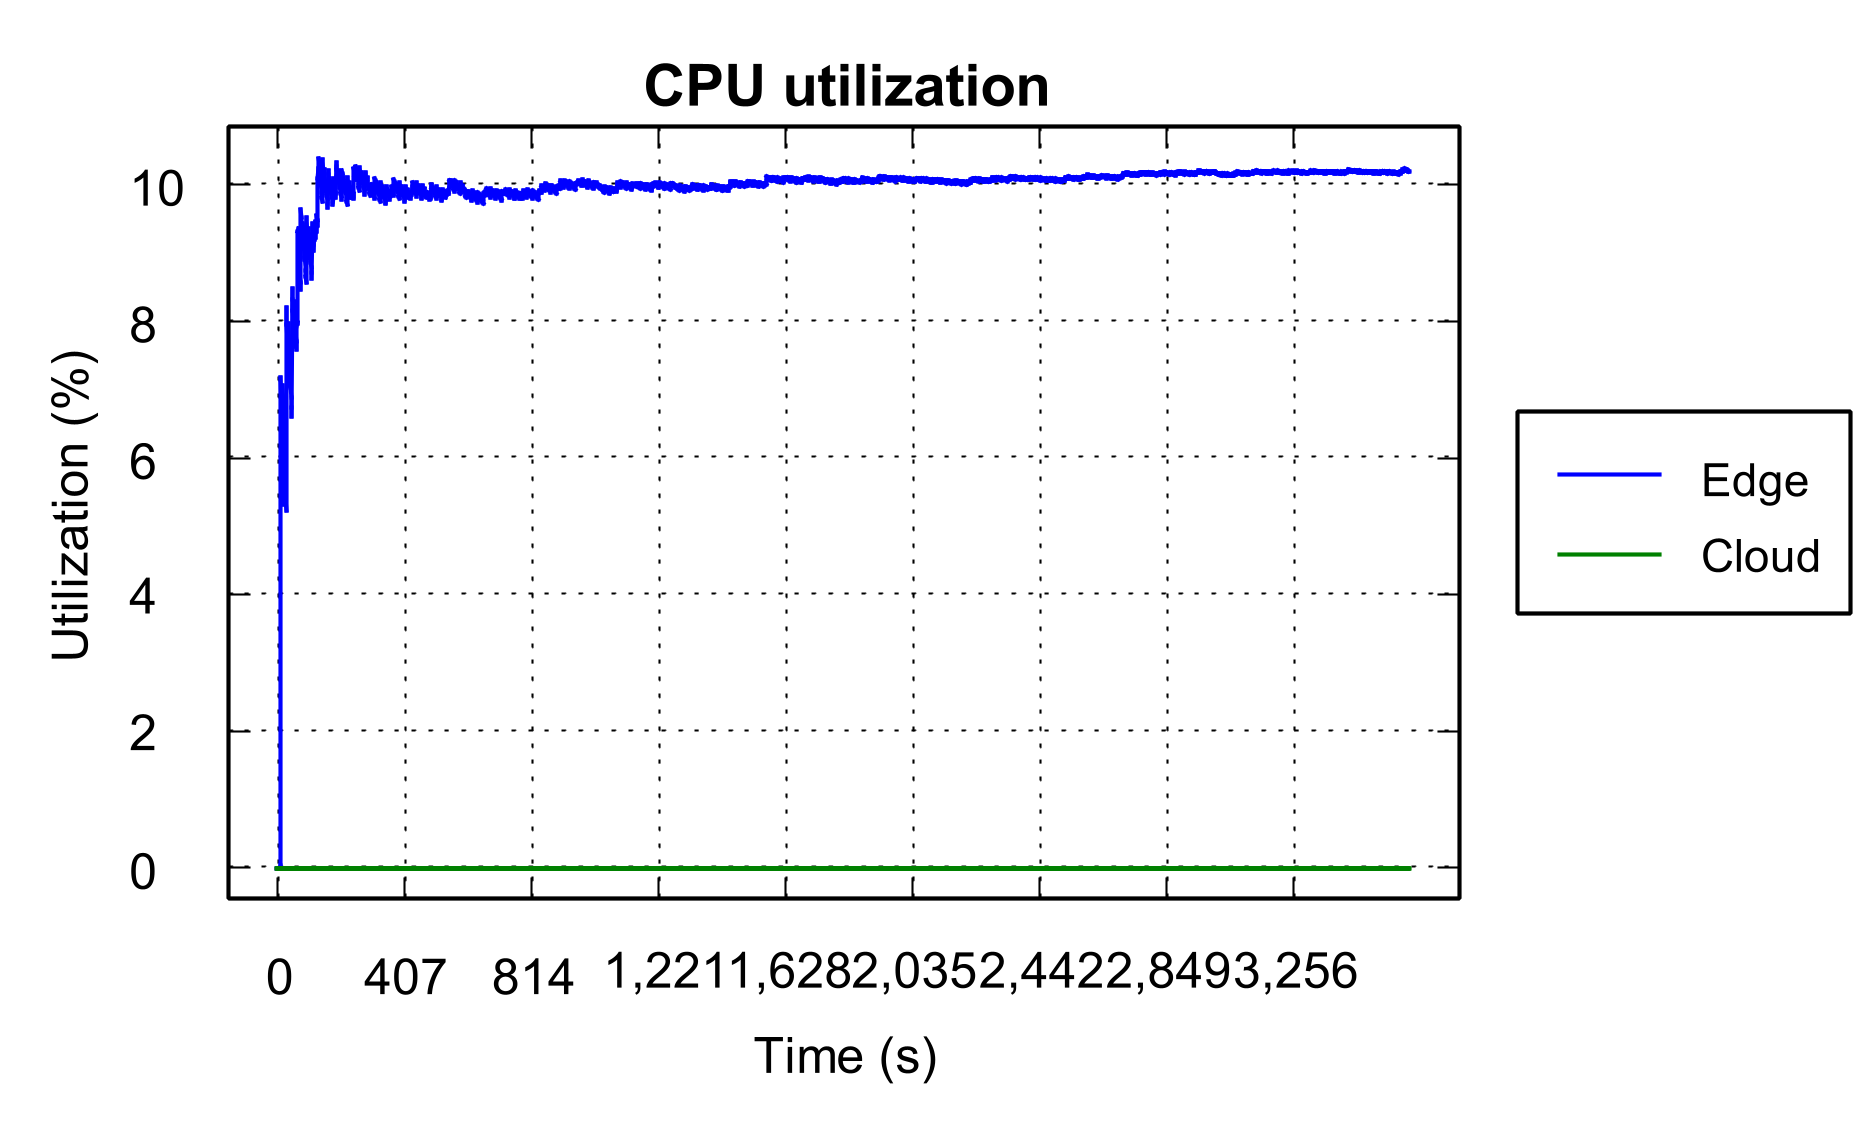 CPU utilization
10
8
6
4
2
0
Utilization (%)
Edge
Cloud
0 407 814 1,2211,6282,0352,4422,8493,256
Time (s)